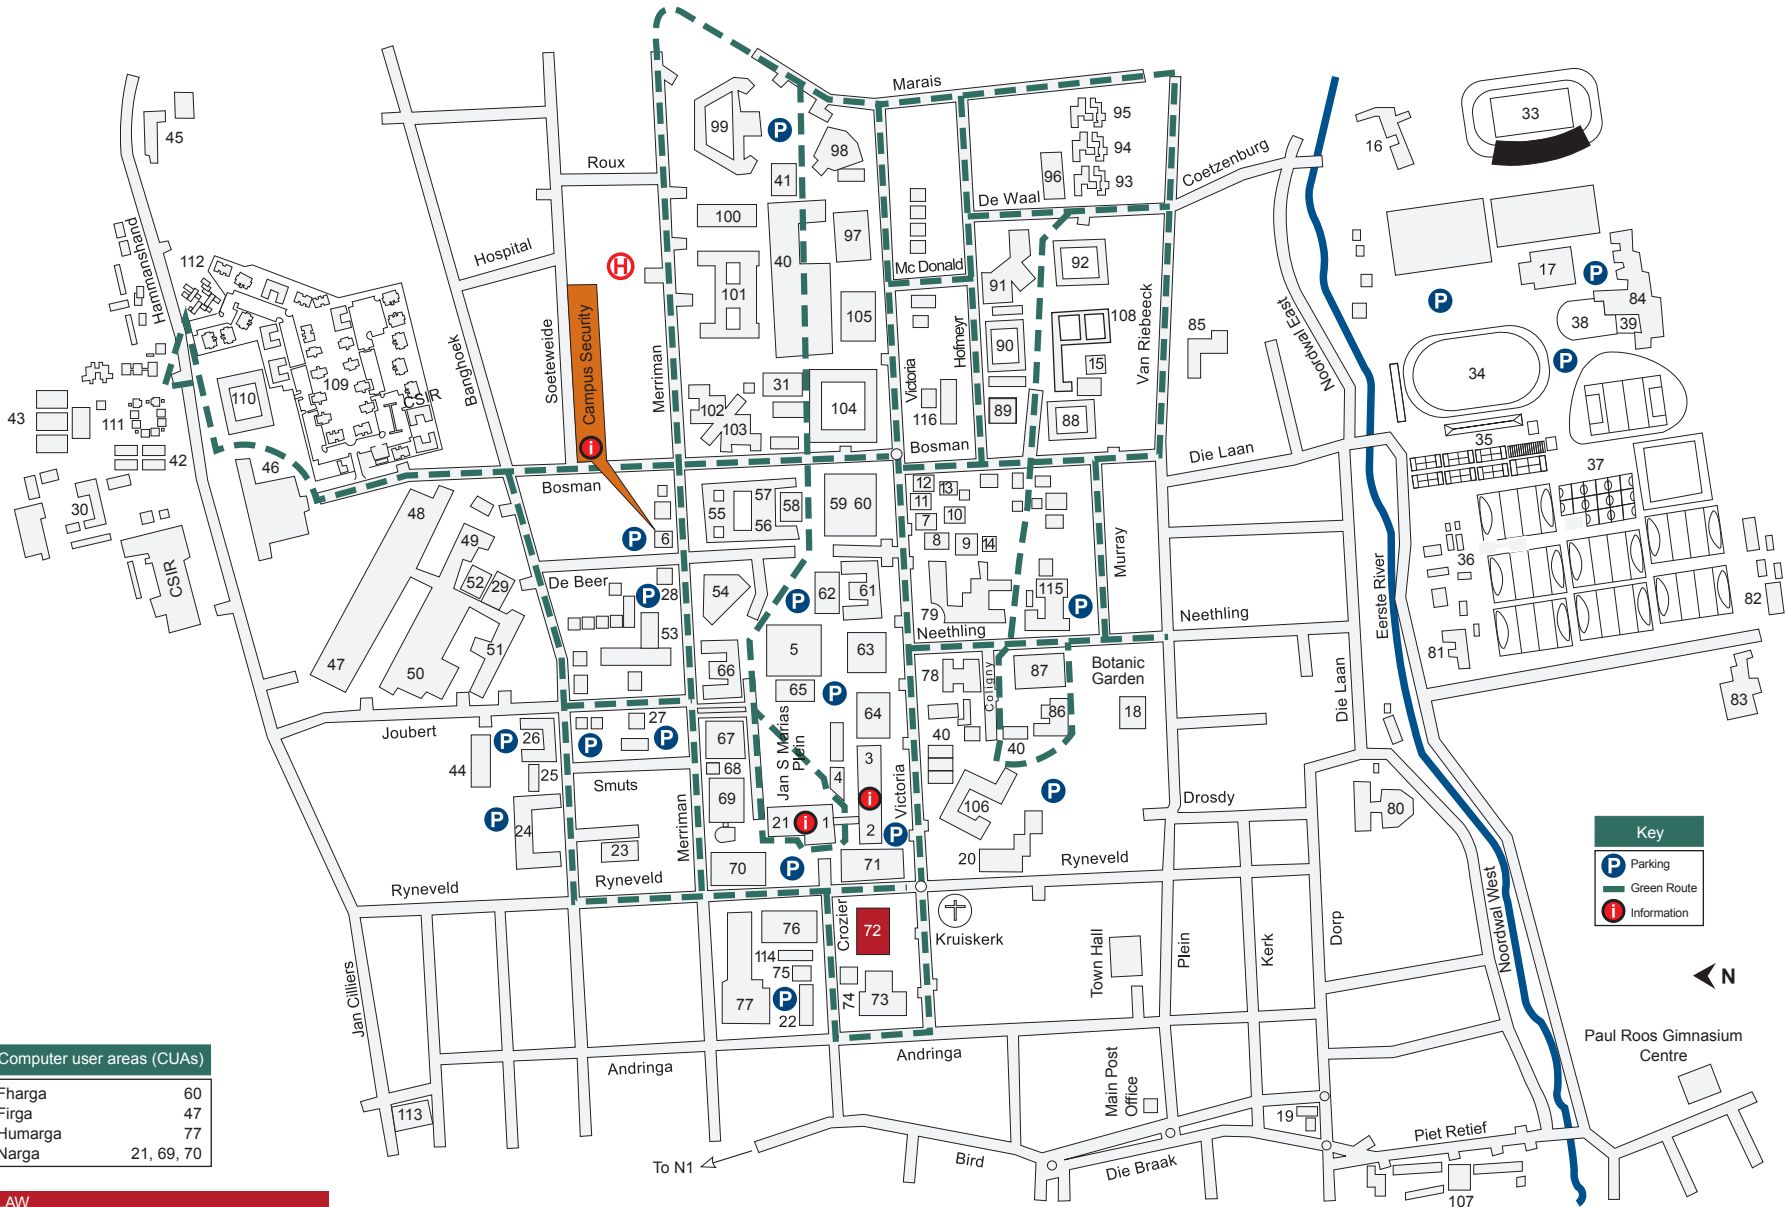 Marais
33
95
45
99
P
98
94
16
Roux
41
96
93
Coetzenburg
De Waal
100
97
Hammanshand
112
Hospital
H
40
Mc Donald
92
17
P
P
101
91
84
Soeteweide
Campus Security
105
Hofmeyr
108
Van Riebeeck
85
Noordwal East
38
39
90
P
Banghoek
Merriman
Victoria
15
34
109
CSIR
110
31
43
111
102
104
116
89
88
103
i
Bosman
Die Laan
35
42
46
37
Bosman
12
13
30
48
57
55
58
59
60
11
56
7
10
P
6
8
9
14
Murray
49
36
CSIR
De Beer
52
29
P
28
54
P
62
61
115
P
Eerste River
82
53
79
Neethling
Neethling
51
5
63
81
47
50
66
78
Coligny
87
Botanic
Garden
65
P
Die Laan
83
Joubert
27
64
86
18
P
26
P
P
67
Jan S Marias
Plein
40
40
44
25
68
4
3
Smuts
P
Drosdy
69
i
Victoria
106
80
P
24
21
i
1
2
P
Key
P Parking
Green Route
i Information
Merriman
23
70
P
71
20
Ryneveld
Ryneveld
Ryneveld
Noordwal West
Crozier
72
Kruiskerk
76
Town Hall
Plein
Kerk
Dorp
114
75
N
Jan Cilliers
77
P
22
74
73
Paul Roos Gimnasium
Centre
Andringa
Andringa
Main Post
Office
113
19
Piet Retief
To N1
Bird
Die Braak
107
Computer user areas (CUAs)
Fharga 60
Firga 47
Humarga 77
Narga 21, 69, 70
AW